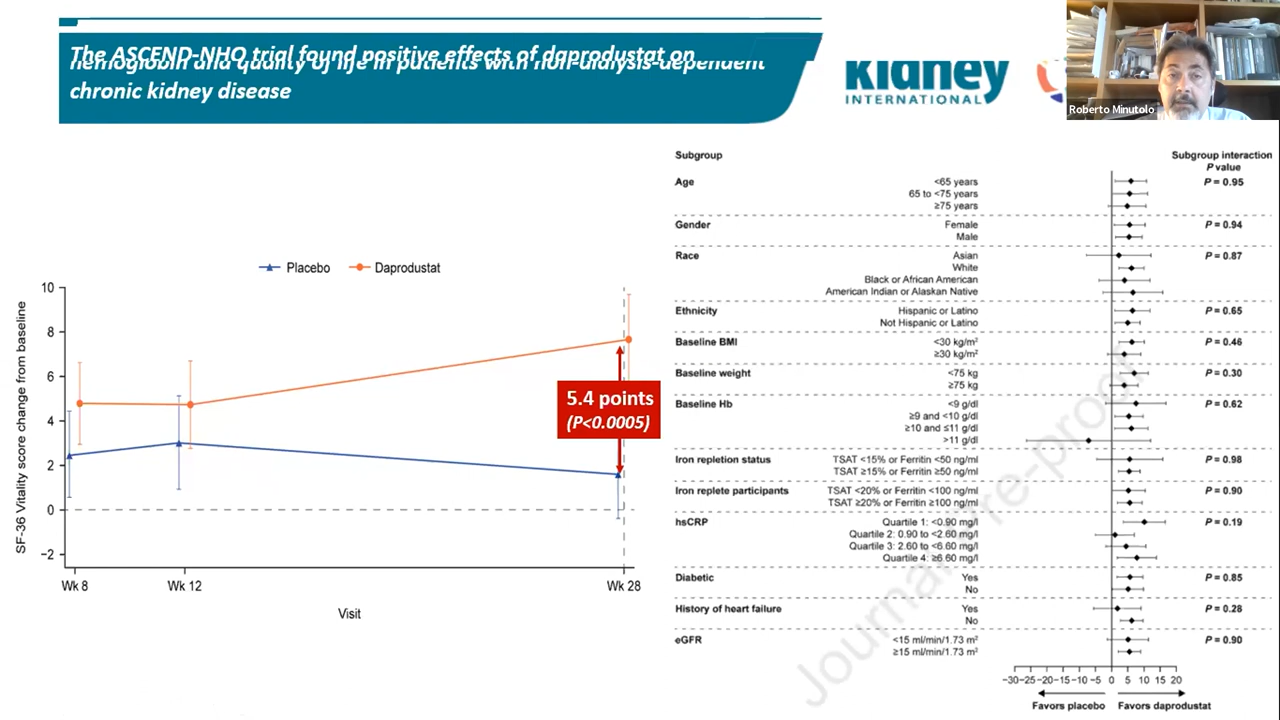 The ASCEND-NHQ trial found positive effects of daprodustat on
hemoglobin and quality of life in patients with non-dialysis-dependent
chronic kidney disease
kidney
INTERNATIONAL
Roberto Minutolo
Placebo
Daprodustat
SF-36 Vitality score change from baseline
10
8
6
4
2
0
−2
5.4 points
(P<0.0005)
Wk 8
Wk 12
Wk 28
Visit
Subgroup
Subgroup interaction
P value
Age <65 years P = 0.95
65 to <75 years
≥75 years
Gender Female P = 0.94
Male
Race Asian P = 0.87
White
Black or African American
American Indian or Alaskan Native
Ethnicity Hispanic or Latino P = 0.65
Not Hispanic or Latino
Baseline BMI <30 kg/m² P = 0.46
≥30 kg/m²
Baseline weight <75 kg P = 0.30
≥75 kg
Baseline Hb <9 g/dl P = 0.62
≥9 and <10 g/dl
≥10 and ≤11 g/dl
>11 g/dl
Iron repletion status TSAT <15% or Ferritin <50 ng/ml P = 0.98
TSAT ≥15% or Ferritin ≥50 ng/ml
Iron replete participants TSAT <20% or Ferritin <100 ng/ml P = 0.90
TSAT ≥20% or Ferritin ≥100 ng/ml
hsCRP Quartile 1: <0.90 mg/l P = 0.19
Quartile 2: 0.90 to <2.60 mg/l
Quartile 3: 2.60 to <6.60 mg/l
Quartile 4: ≥6.60 mg/l
Diabetic Yes P = 0.85
No
History of heart failure Yes P = 0.28
No
eGFR <15 ml/min/1.73 m² P = 0.90
≥15 ml/min/1.73 m²
−30 −25 −20 −15 −10 −5 0 5 10 15 20
Favors placebo Favors daprodustat
Journal Pre-proof